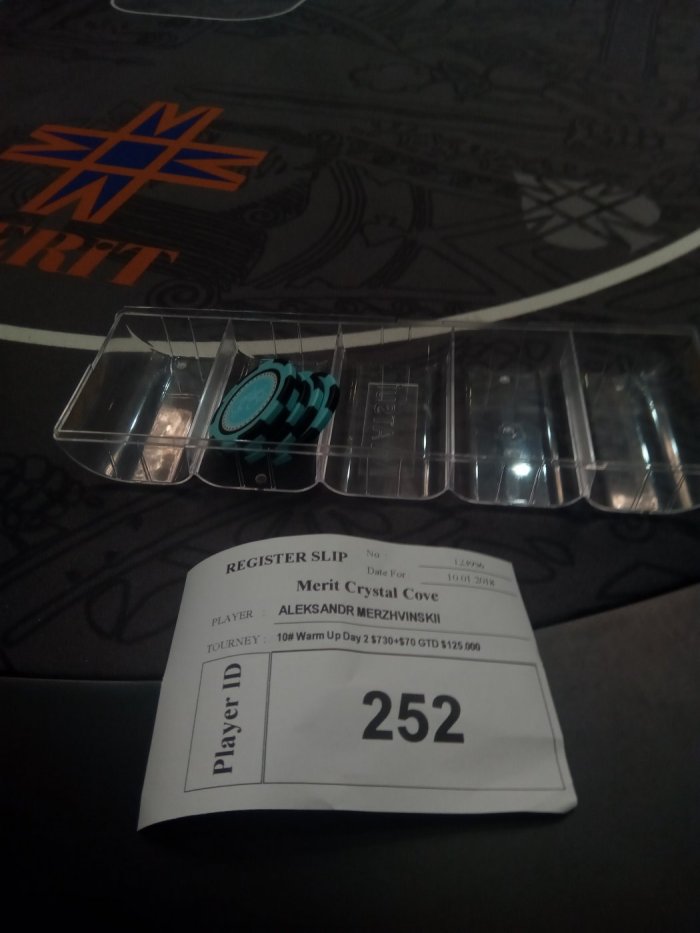 ERiT
REGISTER SLIP
No :
123996
Date For
10.01.2018
Merit Crystal Cove
PLAYER : ALEKSANDR MERZHVINSKII
TOURNEY : 10# Warm Up Day 2 $730+$70 GTD $125,000
Player ID
252